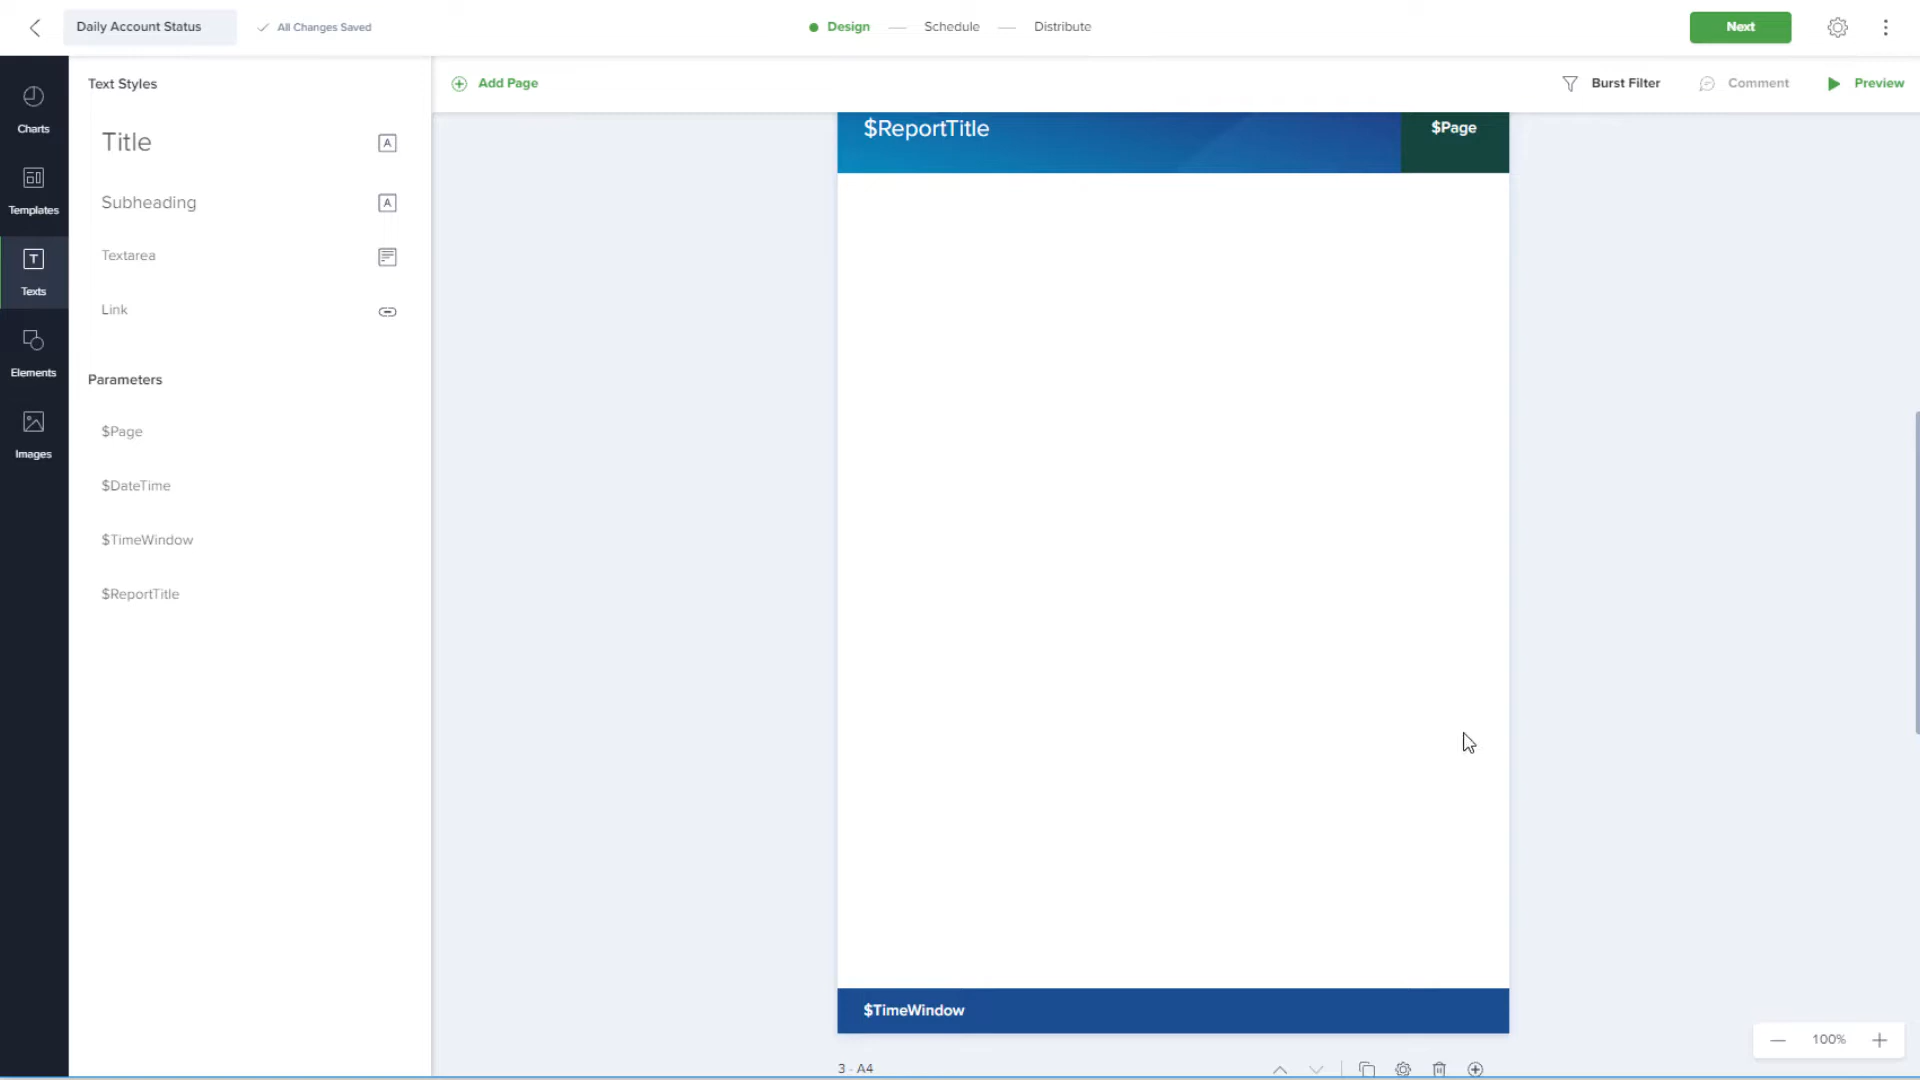 Daily Account Status
All Changes Saved
Design
Schedule
Distribute
Next
Charts
Templates
T
Texts
Elements
Images
Text Styles
Title
A
Subheading
A
Textarea
Link
Parameters
$Page
$DateTime
$TimeWindow
$ReportTitle
Add Page
Burst Filter
Comment
Preview
$ReportTitle
$Page
$TimeWindow
3 - A4
100%